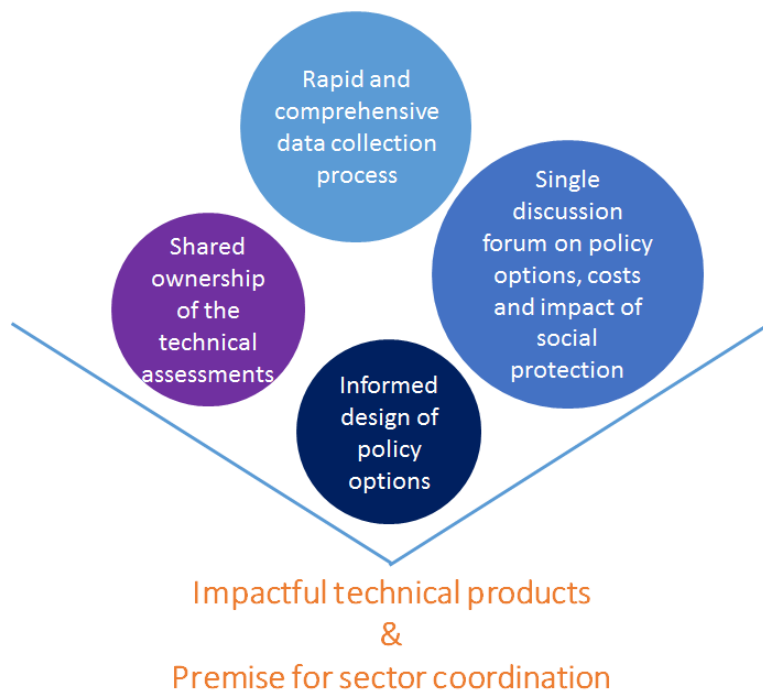 Rapid and
comprehensive
data collection
process
Single
discussion
forum on policy
options, costs
and impact of
social
protection
Shared
ownership
of the
technical
assessments
Informed
design of
policy
options
Impactful technical products
&
Premise for sector coordination